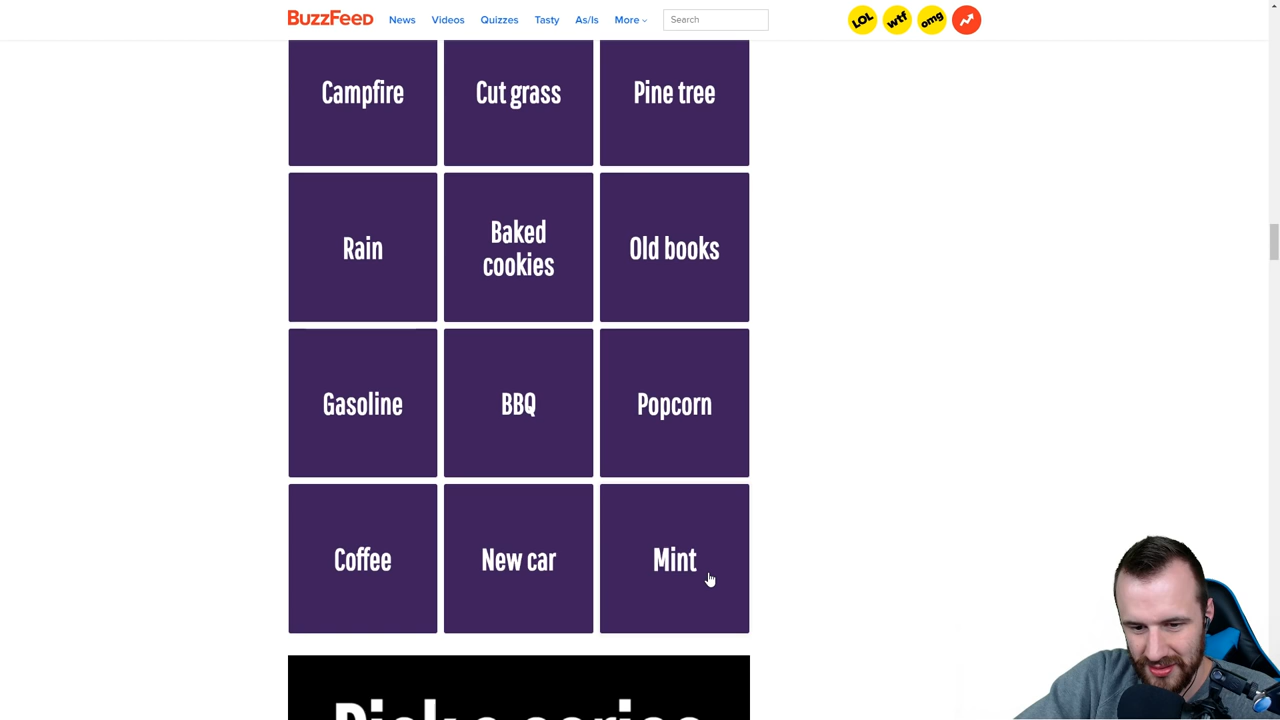 BuzzFeed News Videos Quizzes Tasty As/Is More Search LOL wtf omg
Campfire Cut grass Pine tree
Rain Baked cookies Old books
Gasoline BBQ Popcorn
Coffee New car Mint